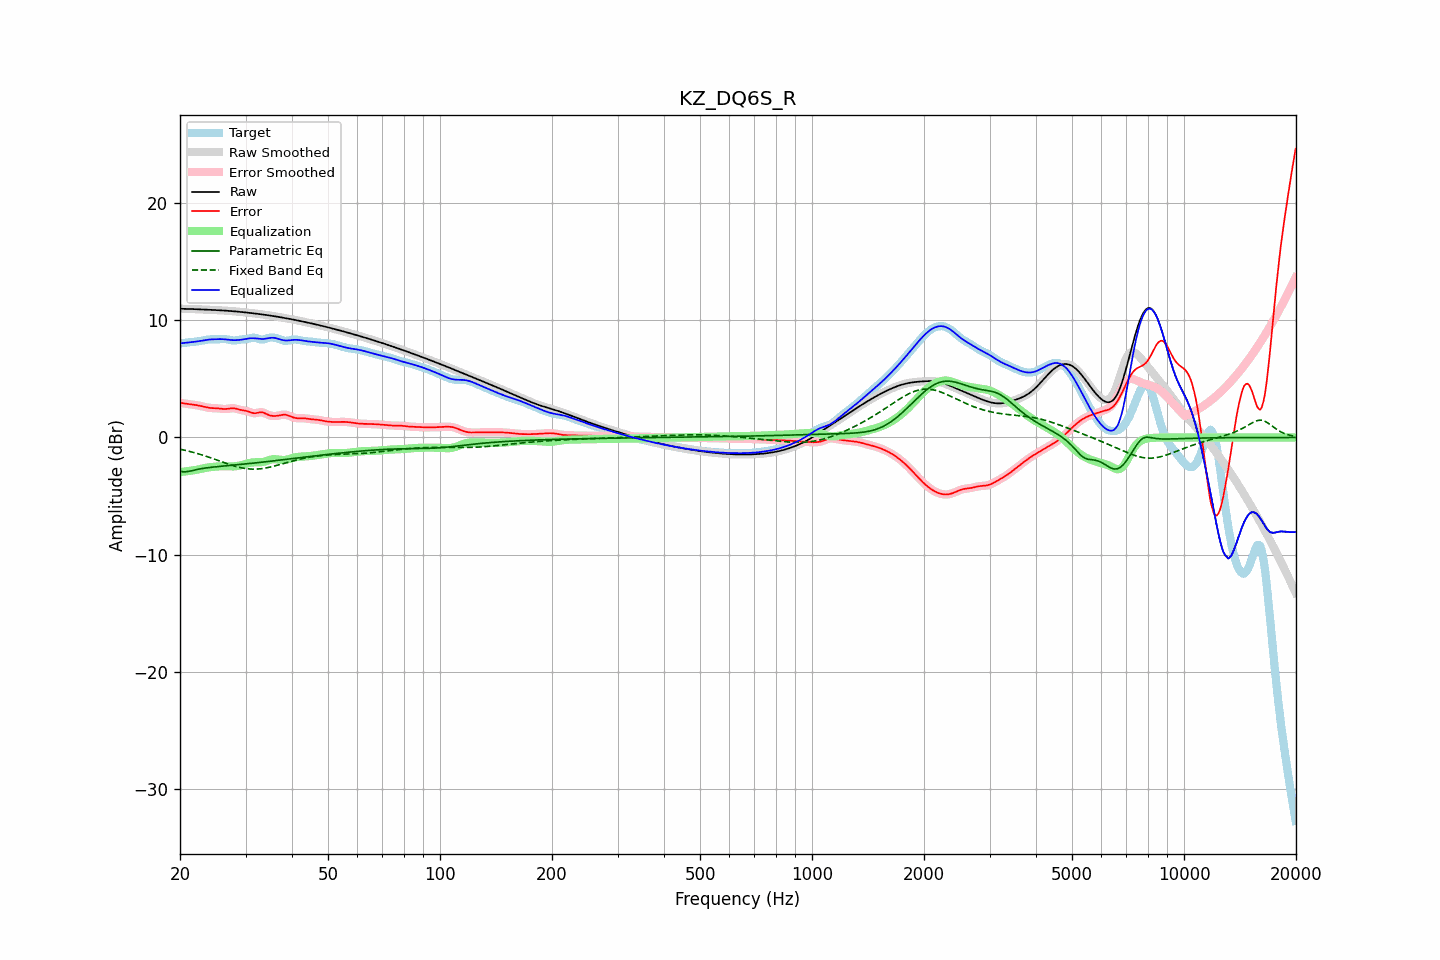 KZ_DQ6S_R
Target
Raw Smoothed
Error Smoothed
Raw
Error
Equalization
Parametric Eq
Fixed Band Eq
Equalized
Amplitude (dBr)
20
10
0
−10
−20
−30
20 50 100 200 500 1000 2000 5000 10000 20000
Frequency (Hz)